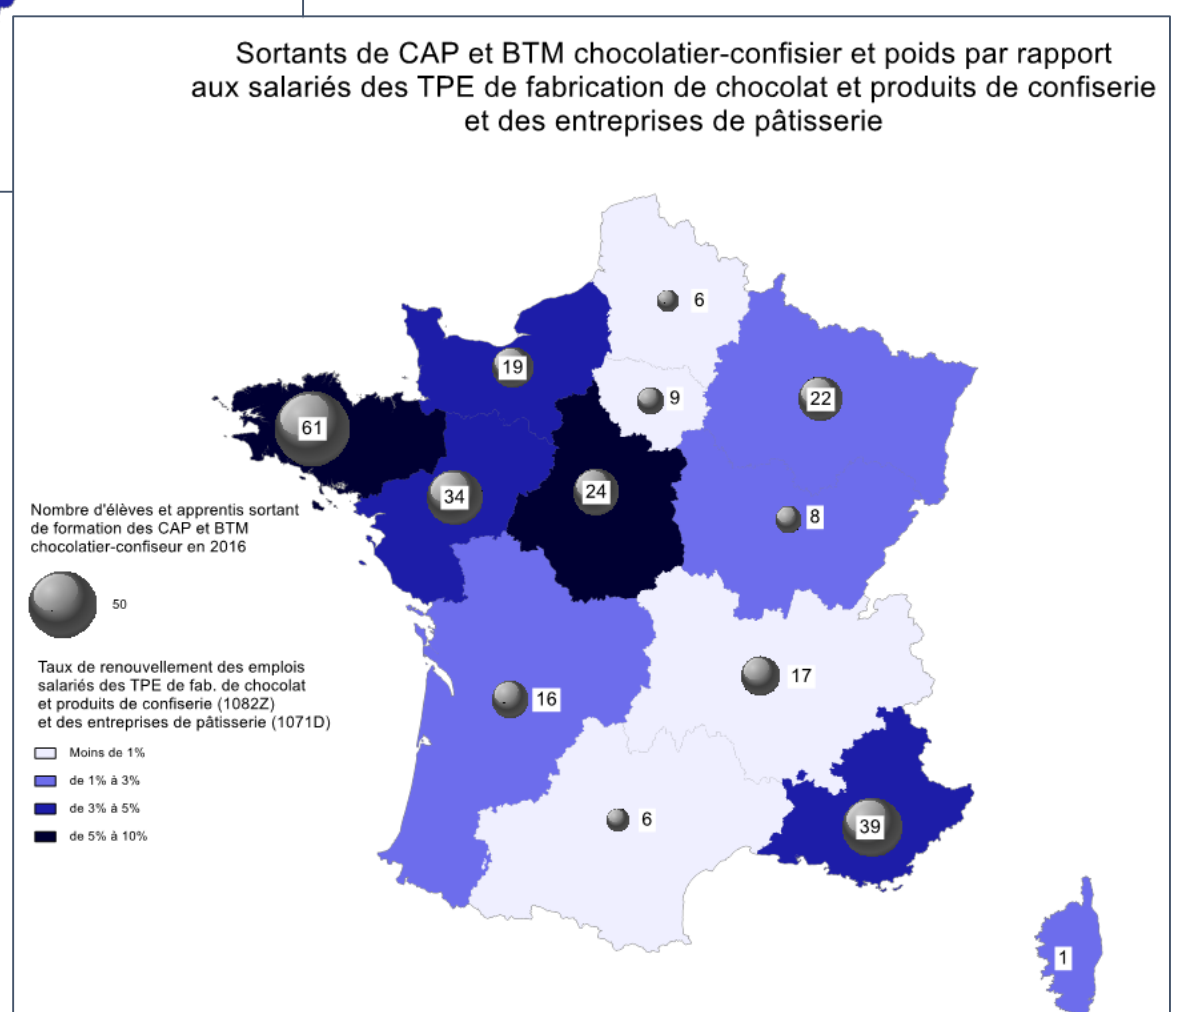 Sortants de CAP et BTM chocolatier-confisier et poids par rapport
aux salariés des TPE de fabrication de chocolat et produits de confiserie
et des entreprises de pâtisserie
6
19
9
22
61
34
24
8
Nombre d'élèves et apprentis sortant
de formation des CAP et BTM
chocolatier-confiseur en 2016
50
Taux de renouvellement des emplois
salariés des TPE de fab. de chocolat
et produits de confiserie (1082Z)
et des entreprises de pâtisserie (1071D)
Moins de 1%
de 1% à 3%
de 3% à 5%
de 5% à 10%
16
17
6
39
1